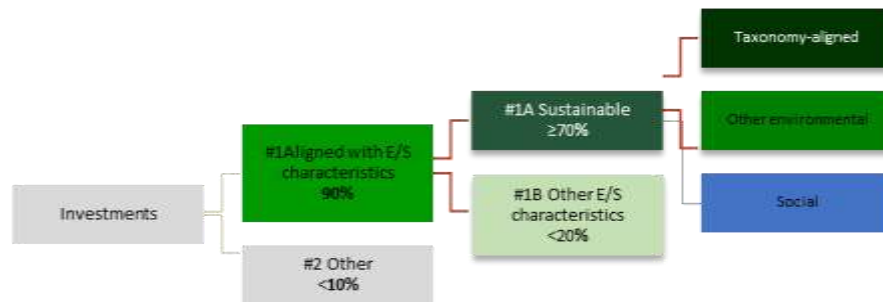 Investments
#1Aligned with E/S
characteristics
90%
#2 Other
<10%
#1A Sustainable
≥70%
#1B Other E/S
characteristics
<20%
Taxonomy-aligned
Other environmental
Social